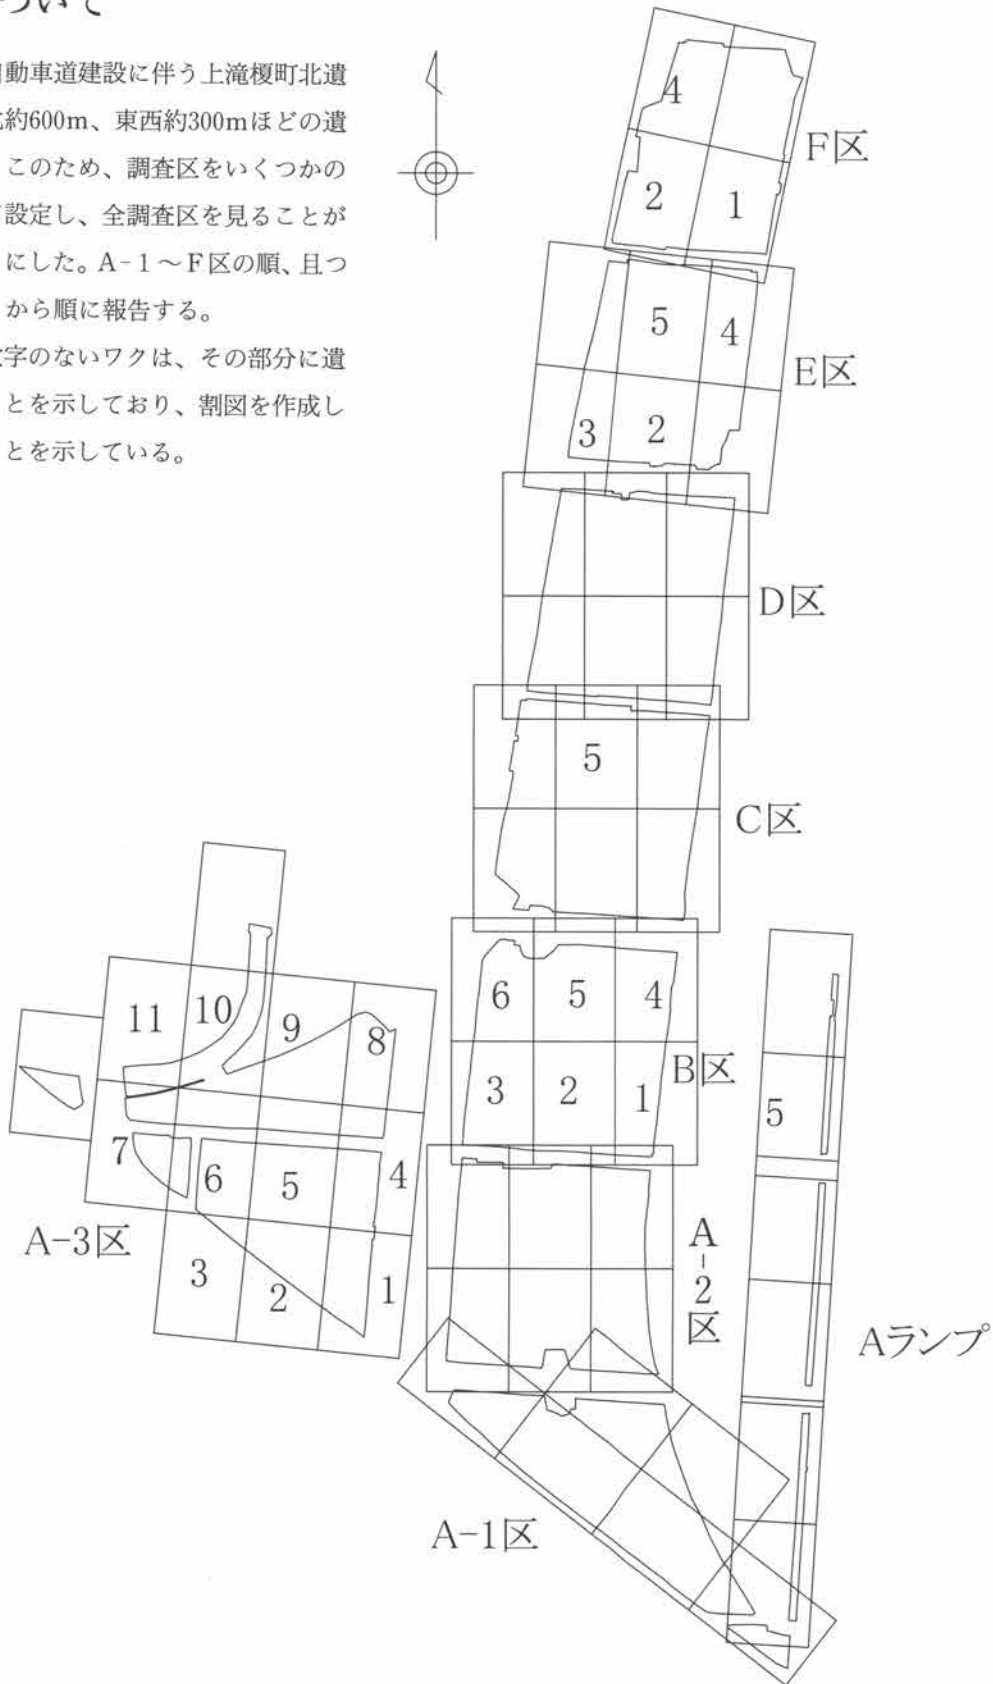 ついて
動車道建設に伴う上滝榎町北遺
約600m、東西約300mほどの遺
このため、調査区をいくつかの
設定し、全調査区を見ることが
にした。A-1～F区の順、且つ
から順に報告する。
字のないワクは、その部分に遺
とを示しており、割図を作成し
とを示している。
4
F区
2
1
5
4
E区
3
2
D区
5
C区
6
5
4
3
2
1
B区
11
10
9
8
7
6
5
4
A-3区
3
2
1
A-2区
5
Aランプ
A-1区